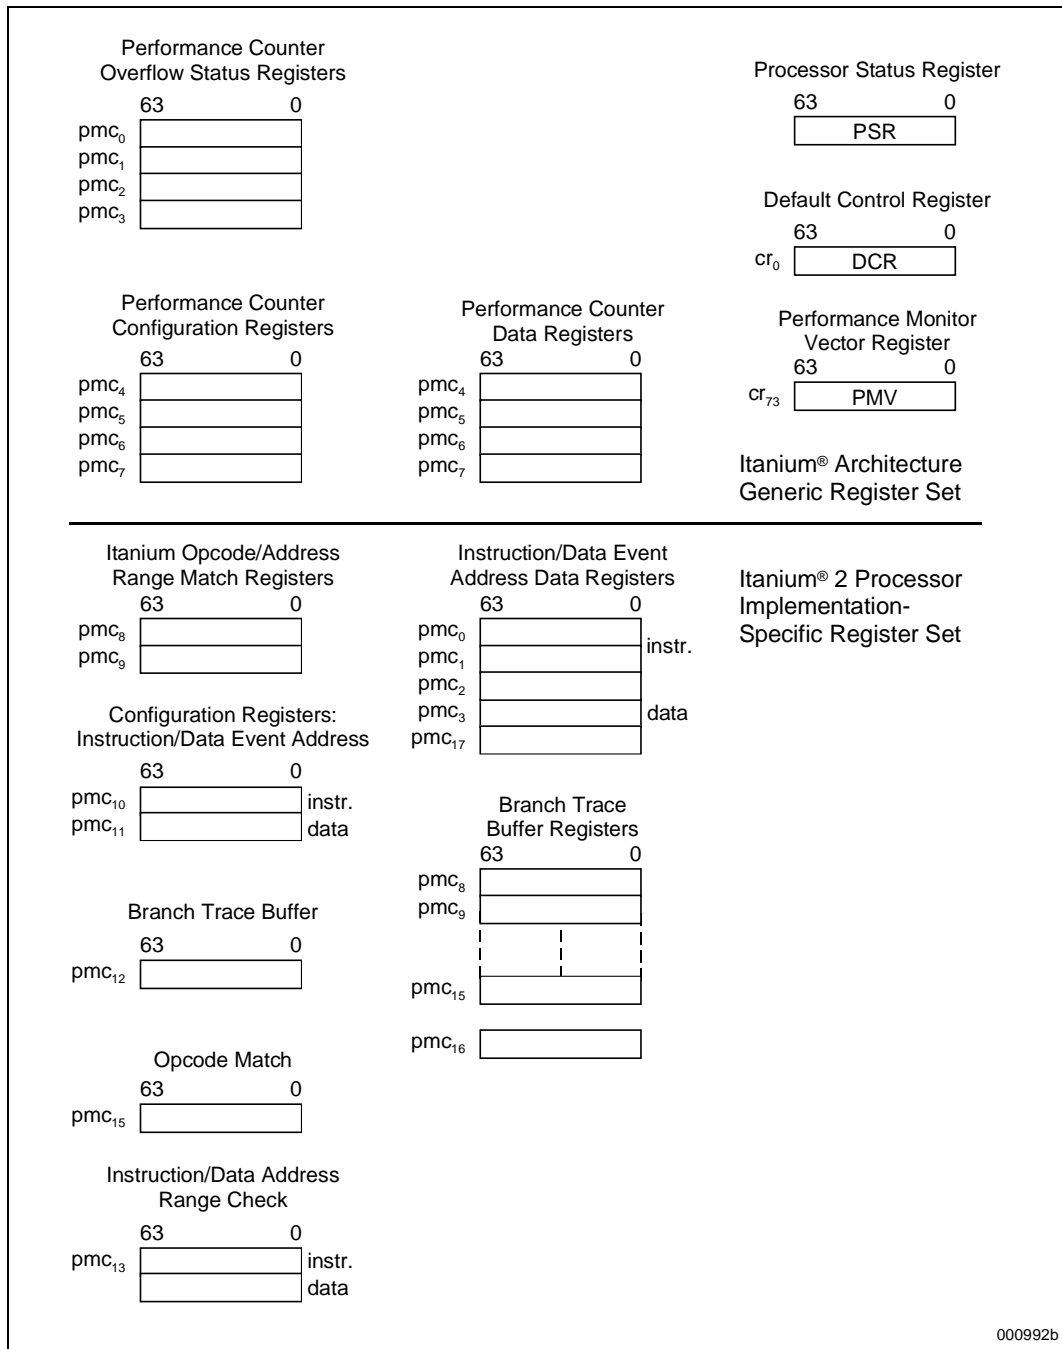 Performance Counter
Overflow Status Registers
63 0
pmc0
pmc1
pmc2
pmc3
Processor Status Register
63 0
PSR
Default Control Register
63 0
cr0 DCR
Performance Counter
Configuration Registers
63 0
pmc4
pmc5
pmc6
pmc7
Performance Counter
Data Registers
63 0
pmc4
pmc5
pmc6
pmc7
Performance Monitor
Vector Register
63 0
cr73 PMV
Itanium® Architecture
Generic Register Set
Itanium Opcode/Address
Range Match Registers
63 0
pmc8
pmc9
Instruction/Data Event
Address Data Registers
63 0
pmc0
pmc1 instr.
pmc2
pmc3 data
pmc17
Itanium® 2 Processor
Implementation-
Specific Register Set
Configuration Registers:
Instruction/Data Event Address
63 0
pmc10 instr.
pmc11 data
Branch Trace
Buffer Registers
63 0
pmc8
pmc9
pmc15
pmc16
Branch Trace Buffer
63 0
pmc12
Opcode Match
63 0
pmc15
Instruction/Data Address
Range Check
63 0
pmc13 instr.
data
000992b